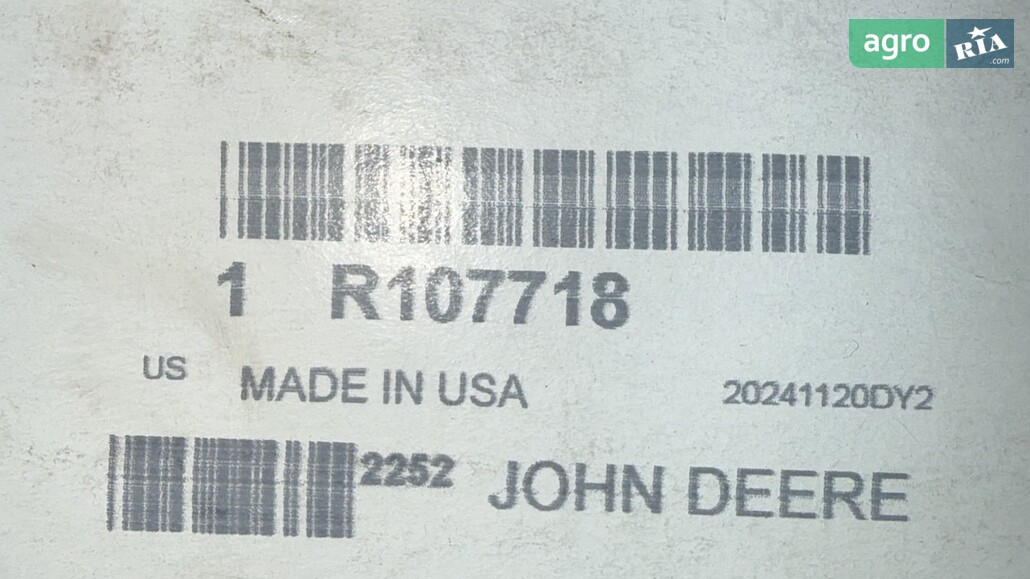 agro RIA.com
1 R107718
US MADE IN USA 20241120DY2
2252 JOHN DEERE